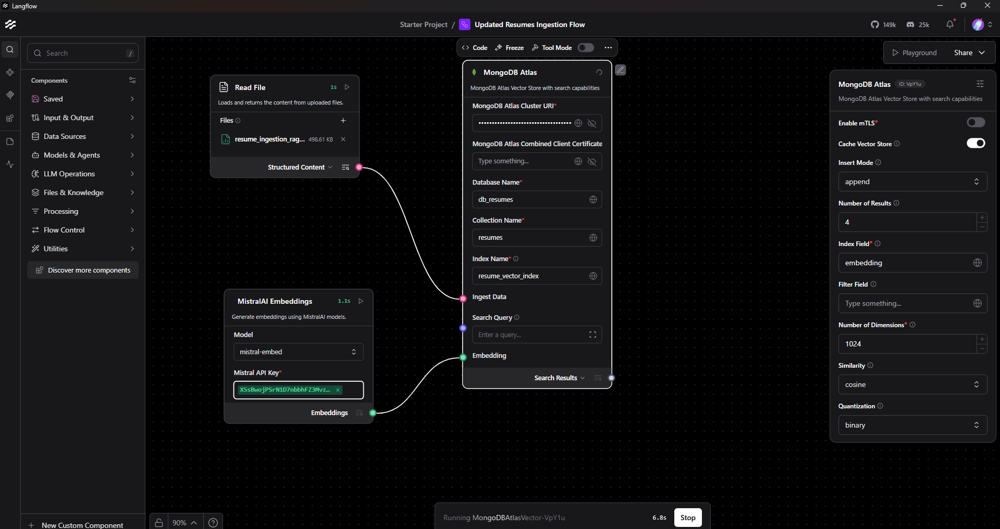 Langflow
Starter Project / Updated Resumes Ingestion Flow
149k
25k
Search
/
Components
Saved
Input & Output
Data Sources
Models & Agents
LLM Operations
Files & Knowledge
Processing
Flow Control
Utilities
Discover more components
New Custom Component
Read File
1s
Loads and returns the content from uploaded files.
Files
resume_ingestion_rag...
498.61 KB
Structured Content
MistralAI Embeddings
1.1s
Generate embeddings using MistralAI models.
Model
mistral-embed
Mistral API Key*
XSsBwojPSrN1D7nbbhFZ3Mvz...
Embeddings
Code
Freeze
Tool Mode
MongoDB Atlas
MongoDB Atlas Vector Store with search capabilities
MongoDB Atlas Cluster URI*
MongoDB Atlas Combined Client Certificate
Type something...
Database Name*
db_resumes
Collection Name*
resumes
Index Name*
resume_vector_index
Ingest Data
Search Query
Enter a query...
Embedding
Search Results
Playground
Share
MongoDB Atlas
ID: VpY1u
MongoDB Atlas Vector Store with search capabilities
Enable mTLS*
Cache Vector Store
Insert Mode
append
Number of Results
4
Index Field*
embedding
Filter Field
Type something...
Number of Dimensions*
1024
Similarity
cosine
Quantization
binary
90%
Running MongoDBAtlasVector-VpY1u
6.8s
Stop